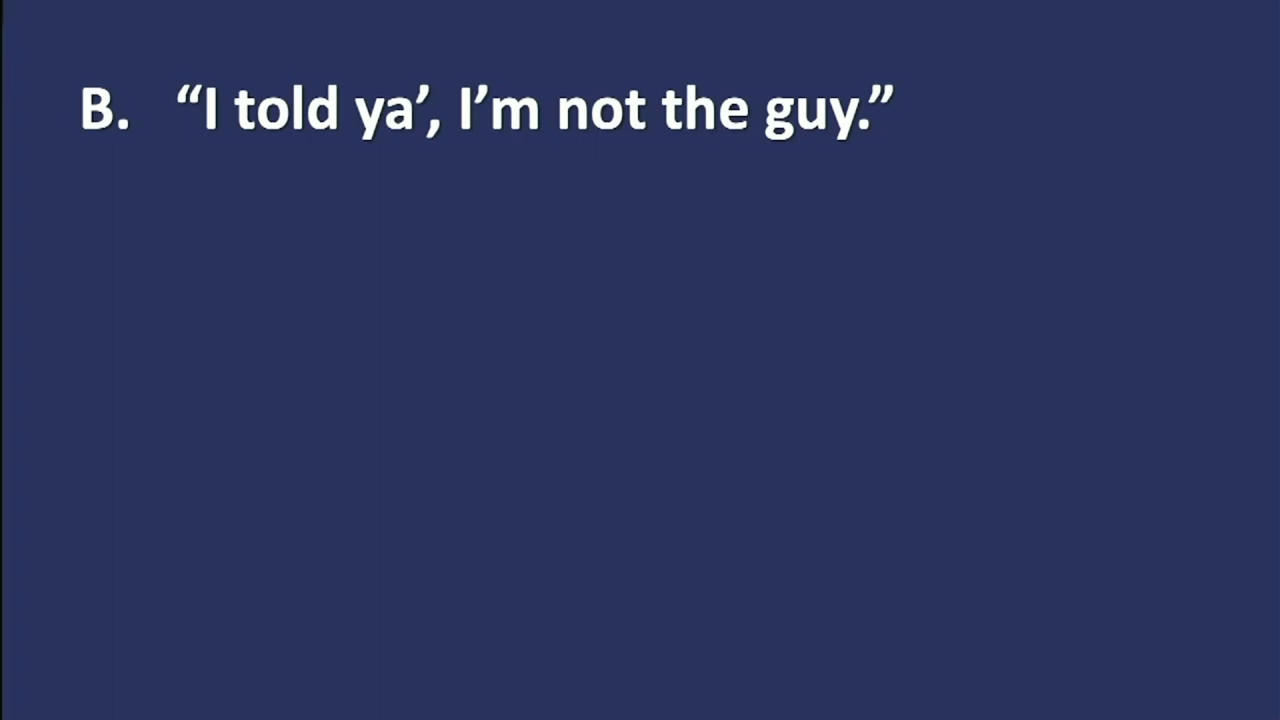 B. “I told ya’, I’m not the guy.”